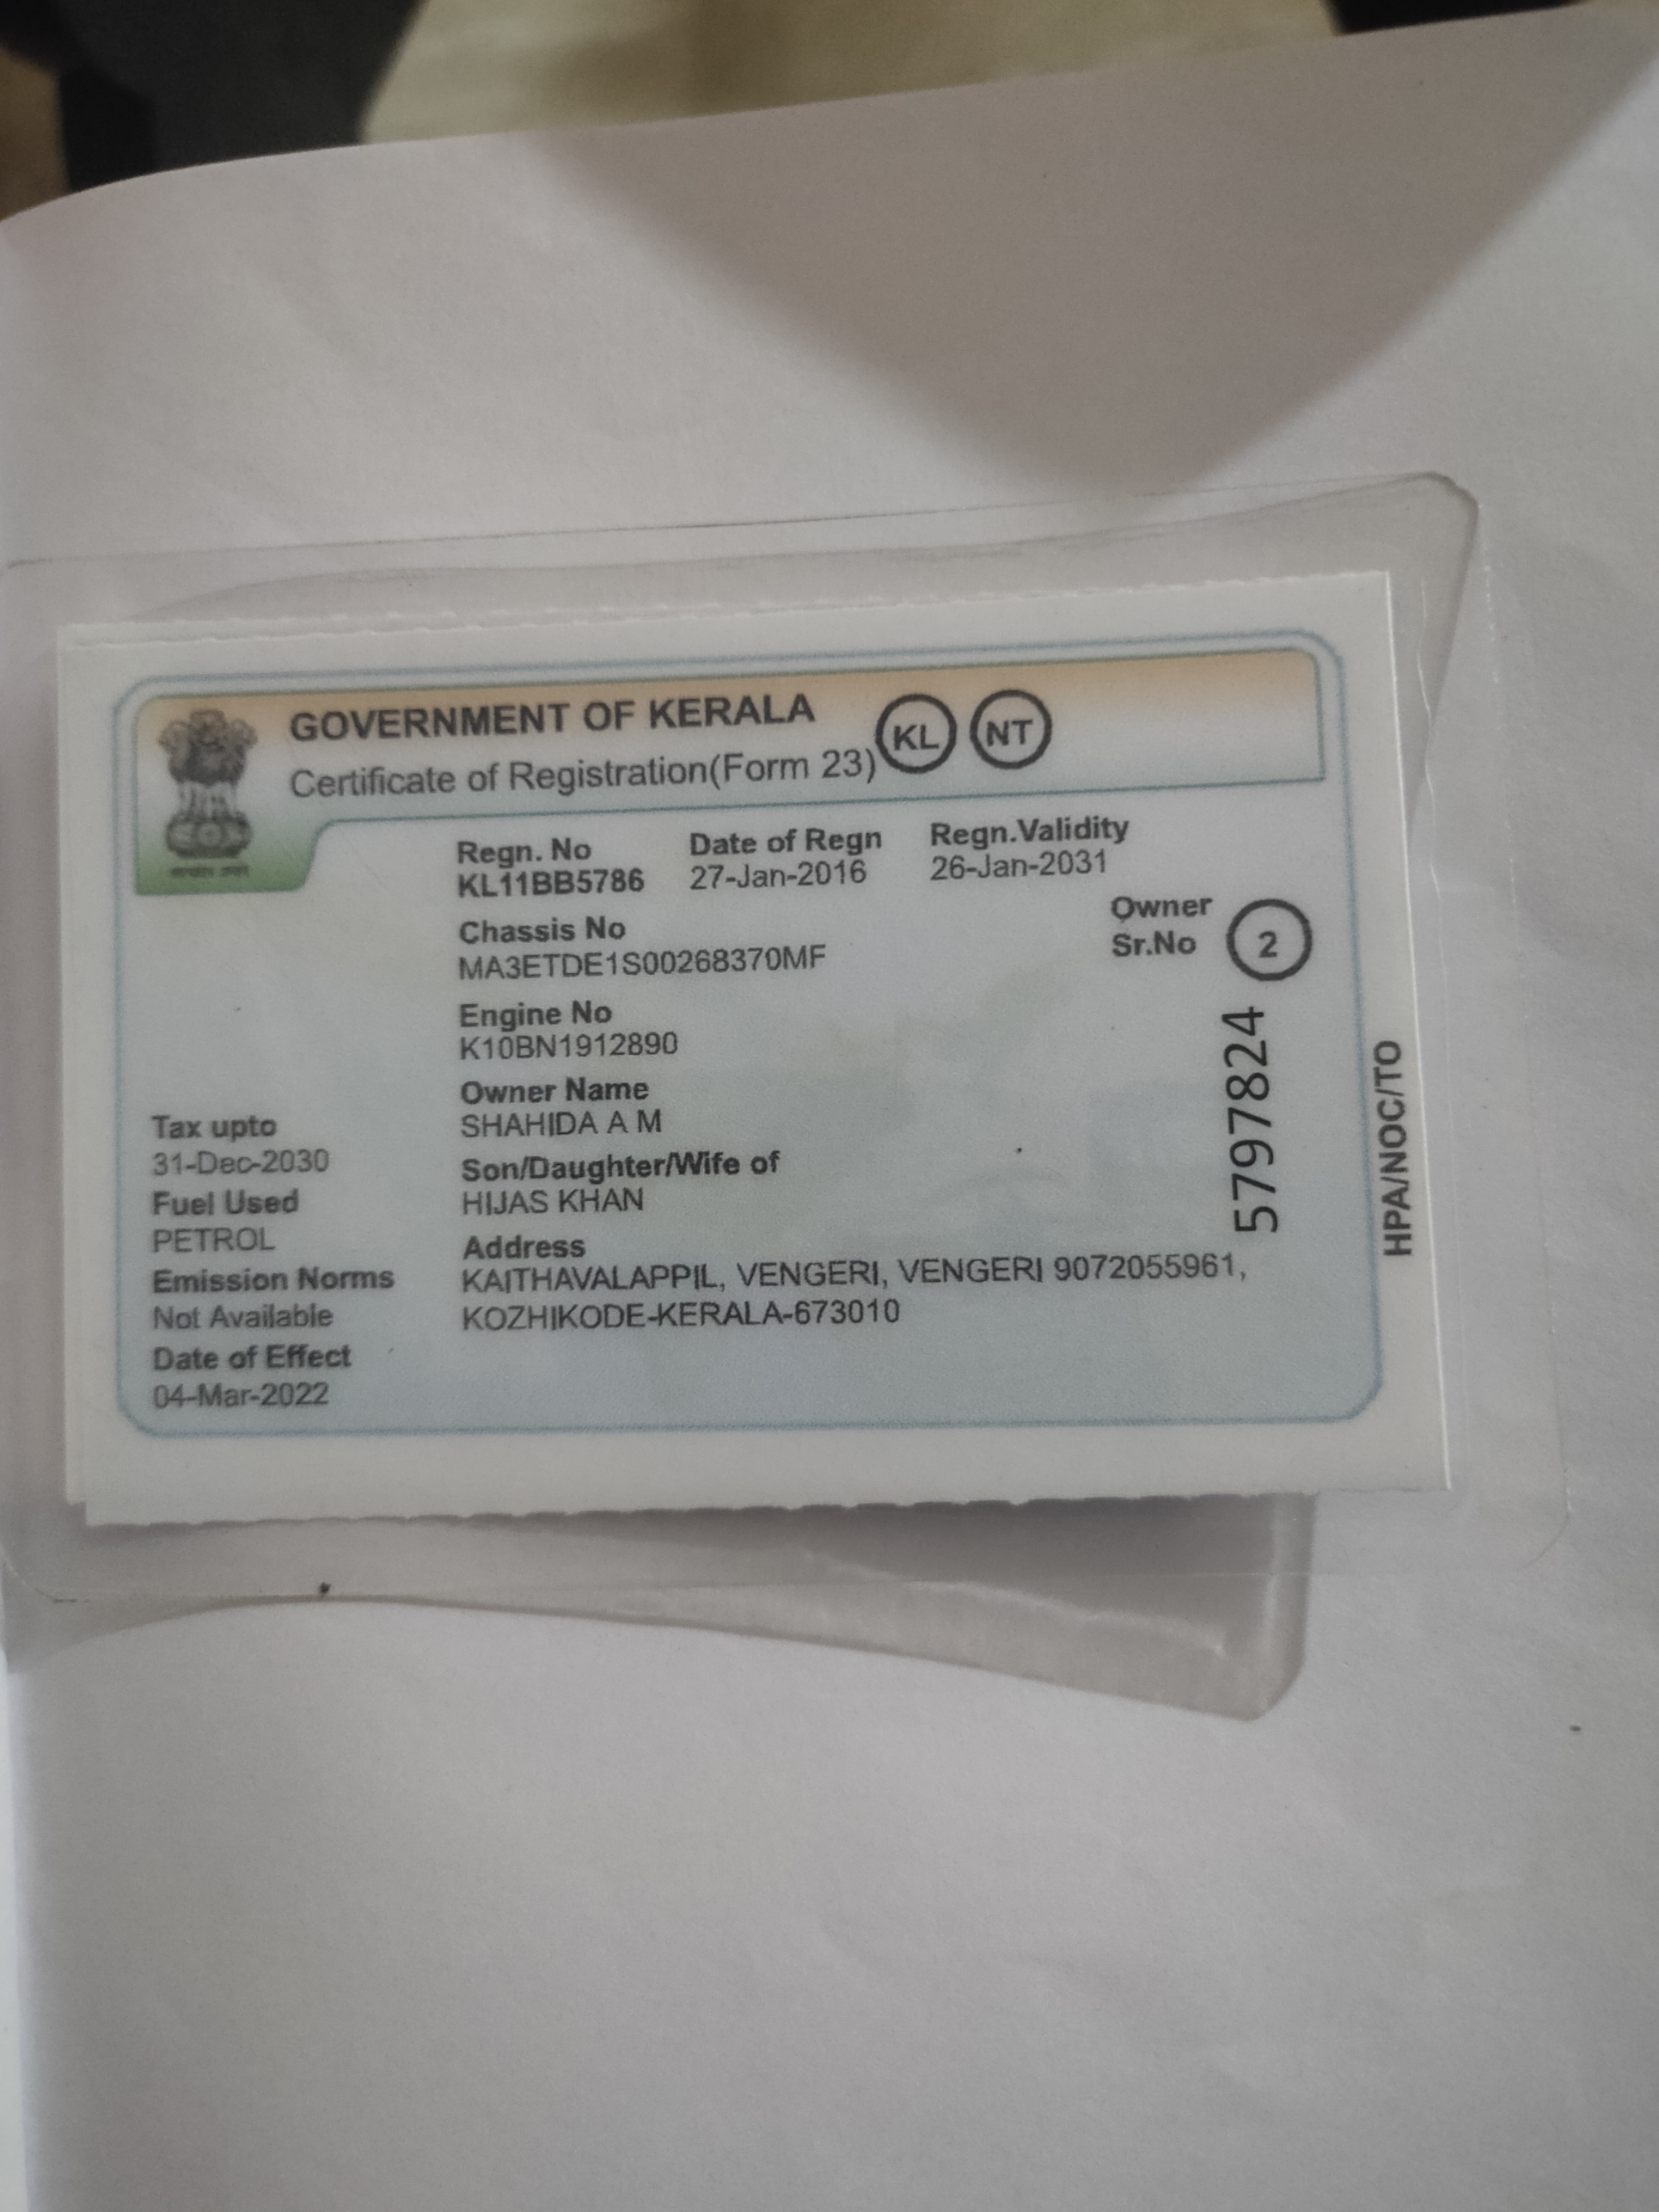 GOVERNMENT OF KERALA
Certificate of Registration(Form 23)
KL
NT
Regn. No
KL11BB5786
Date of Regn
27-Jan-2016
Regn.Validity
26-Jan-2031
Chassis No
MA3ETDE1S00268370MF
Owner
Sr.No
2
Engine No
K10BN1912890
Owner Name
SHAHIDA A M
Son/Daughter/Wife of
HIJAS KHAN
Address
KAITHAVALAPPIL, VENGERI, VENGERI 9072055961,
KOZHIKODE-KERALA-673010
Tax upto
31-Dec-2030
Fuel Used
PETROL
Emission Norms
Not Available
Date of Effect
04-Mar-2022
5797824
HPA/NOC/TO